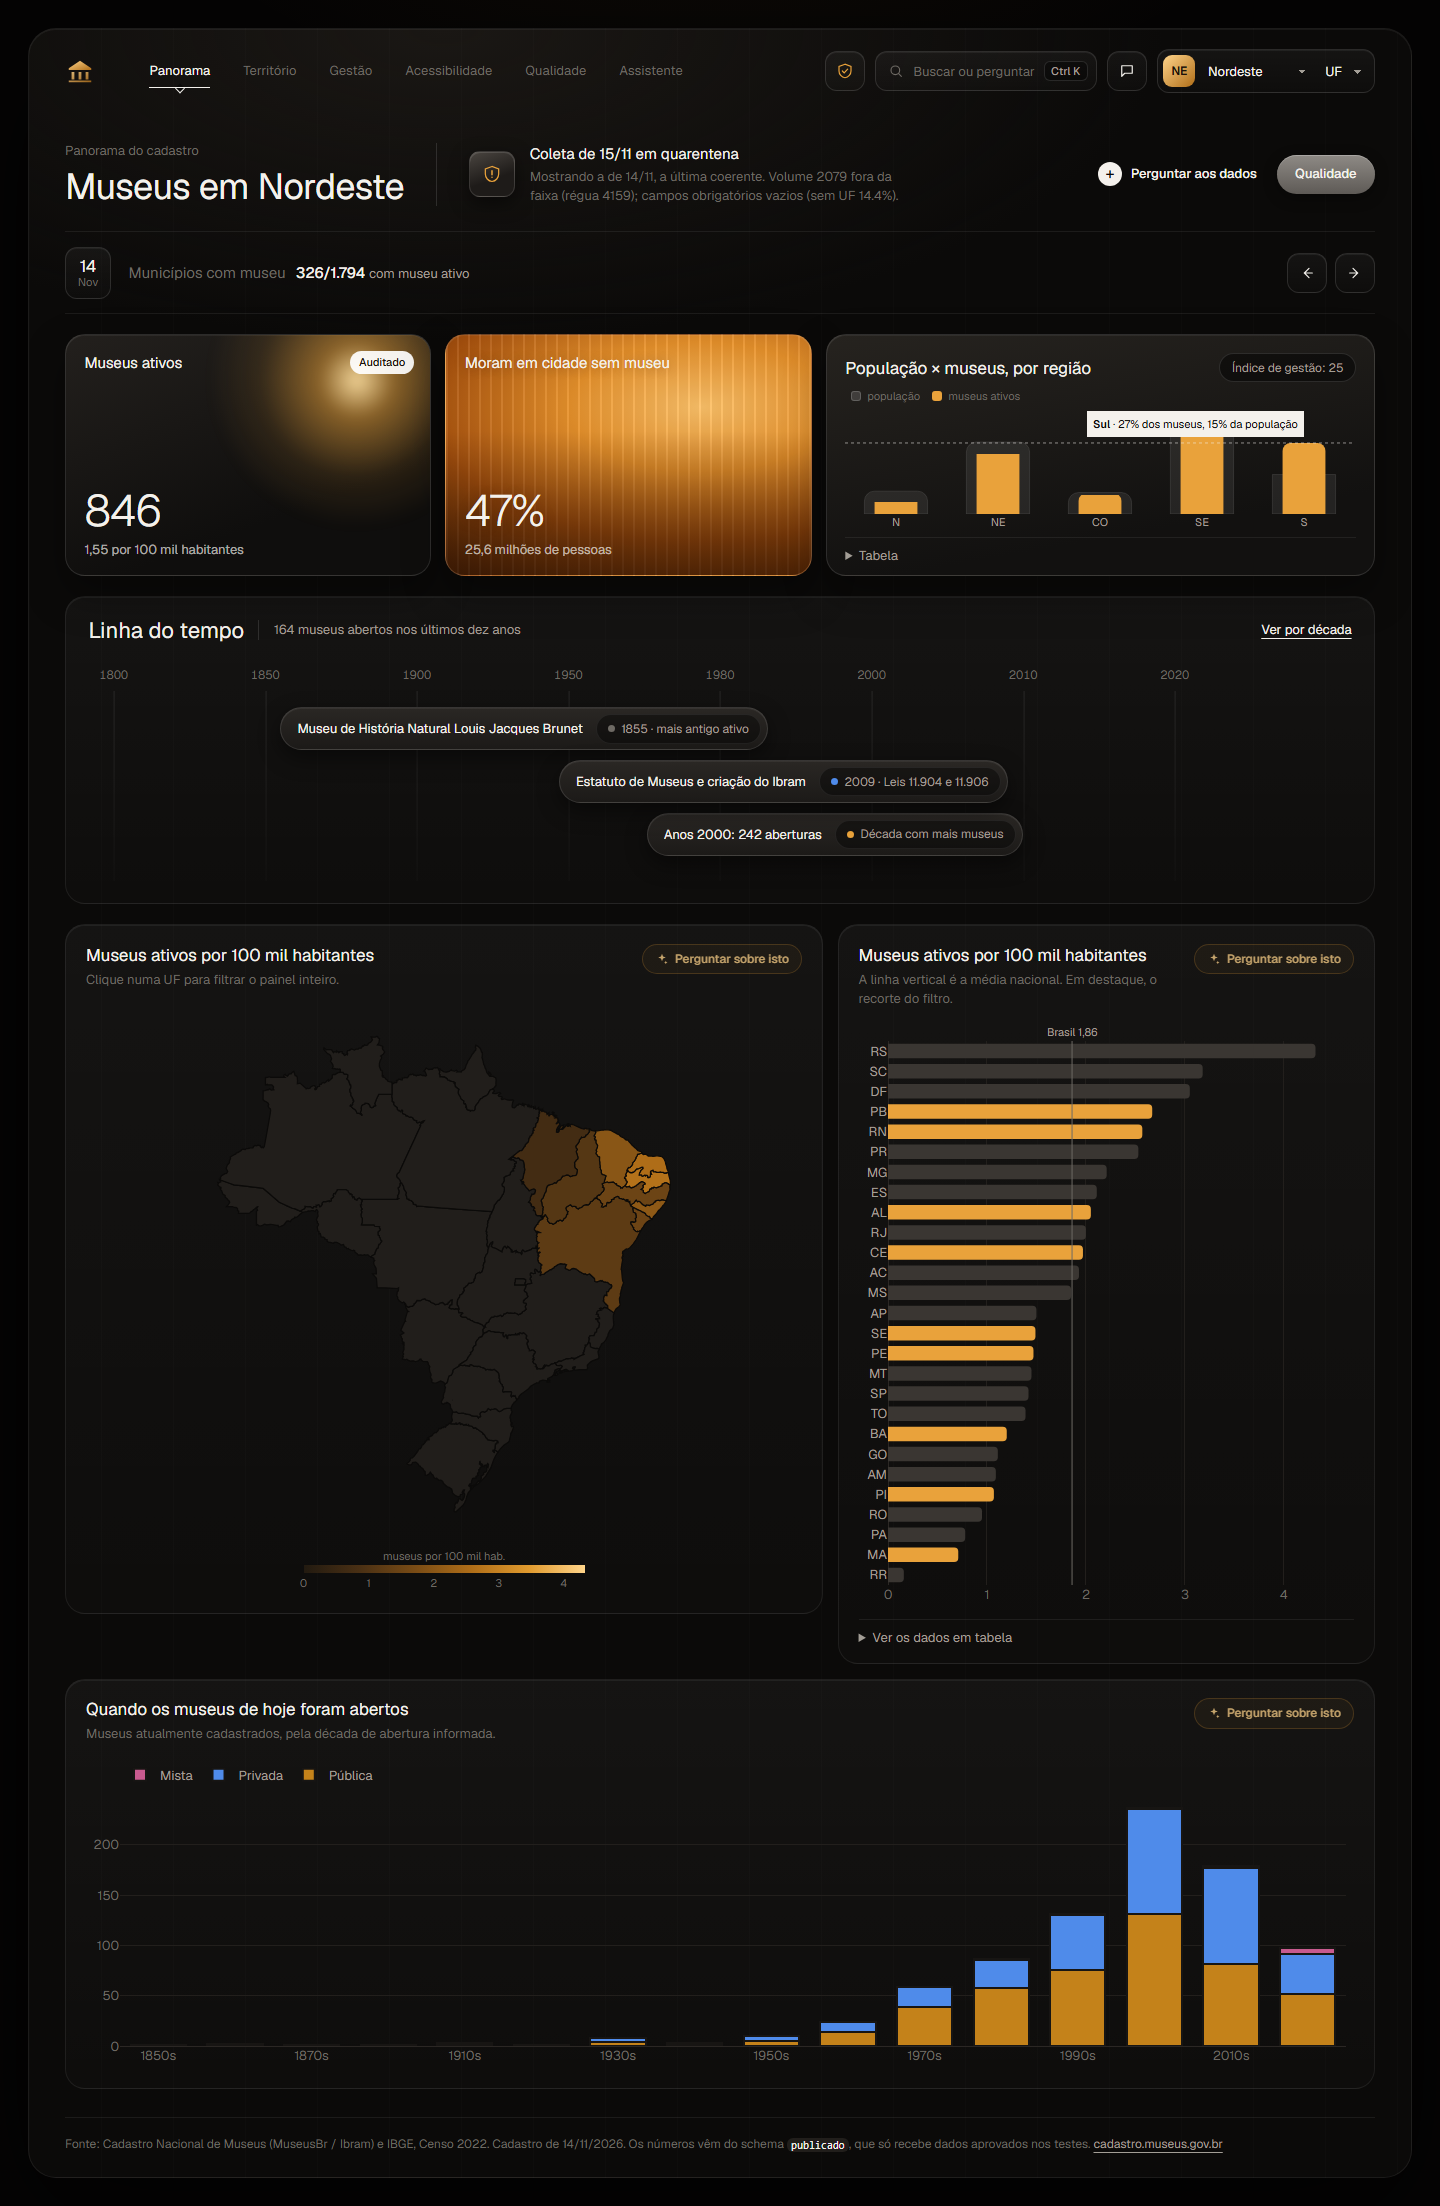 Panorama
Território
Gestão
Acessibilidade
Qualidade
Assistente
Buscar ou perguntar
Ctrl K
NE
Nordeste
UF
Panorama do cadastro
Museus em Nordeste
Coleta de 15/11 em quarentena
Mostrando a de 14/11, a última coerente. Volume 2079 fora da
faixa (régua 4159); campos obrigatórios vazios (sem UF 14.4%).
Perguntar aos dados
Qualidade
14
Nov
Municípios com museu 326/1.794 com museu ativo
Museus ativos
Auditado
846
1,55 por 100 mil habitantes
Moram em cidade sem museu
47%
25,6 milhões de pessoas
População × museus, por região
Índice de gestão: 25
população
museus ativos
Sul · 27% dos museus, 15% da população
N
NE
CO
SE
S
Tabela
Linha do tempo
164 museus abertos nos últimos dez anos
Ver por década
1800
1850
1900
1950
1980
2000
2010
2020
Museu de História Natural Louis Jacques Brunet
1855 · mais antigo ativo
Estatuto de Museus e criação do Ibram
2009 · Leis 11.904 e 11.906
Anos 2000: 242 aberturas
Década com mais museus
Museus ativos por 100 mil habitantes
Clique numa UF para filtrar o painel inteiro.
Perguntar sobre isto
museus por 100 mil hab.
0
1
2
3
4
Museus ativos por 100 mil habitantes
A linha vertical é a média nacional. Em destaque, o
recorte do filtro.
Perguntar sobre isto
Brasil 1,86
RS
SC
DF
PB
RN
PR
MG
ES
AL
RJ
CE
AC
MS
AP
SE
PE
MT
SP
TO
BA
GO
AM
PI
RO
PA
MA
RR
0
1
2
3
4
Ver os dados em tabela
Quando os museus de hoje foram abertos
Museus atualmente cadastrados, pela década de abertura informada.
Perguntar sobre isto
Mista
Privada
Pública
200
150
100
50
0
1850s
1870s
1910s
1930s
1950s
1970s
1990s
2010s
Fonte: Cadastro Nacional de Museus (MuseusBr / Ibram) e IBGE, Censo 2022. Cadastro de 14/11/2026. Os números vêm do schema publicado, que só recebe dados aprovados nos testes. cadastro.museus.gov.br